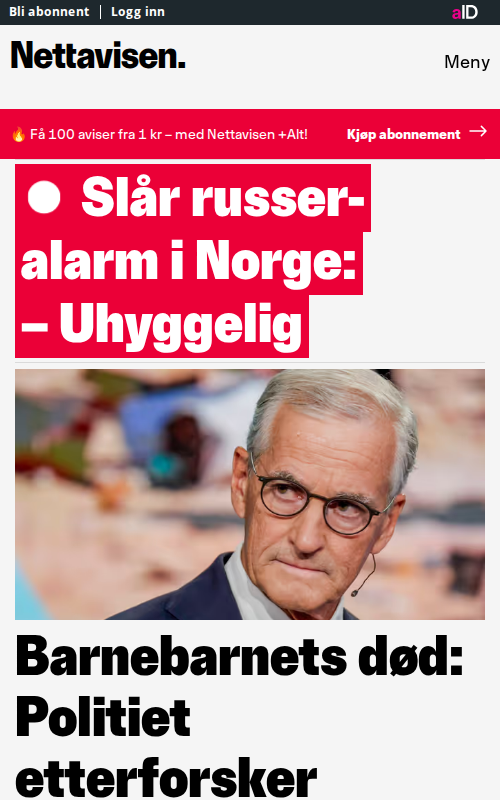 Bli abonnent | Logg inn
aID
Nettavisen.
Meny
🔥 Få 100 aviser fra 1 kr – med Nettavisen +Alt!
Kjøp abonnement →
Slår russer-
alarm i Norge:
– Uhyggelig
Barnebarnets død:
Politiet
etterforsker